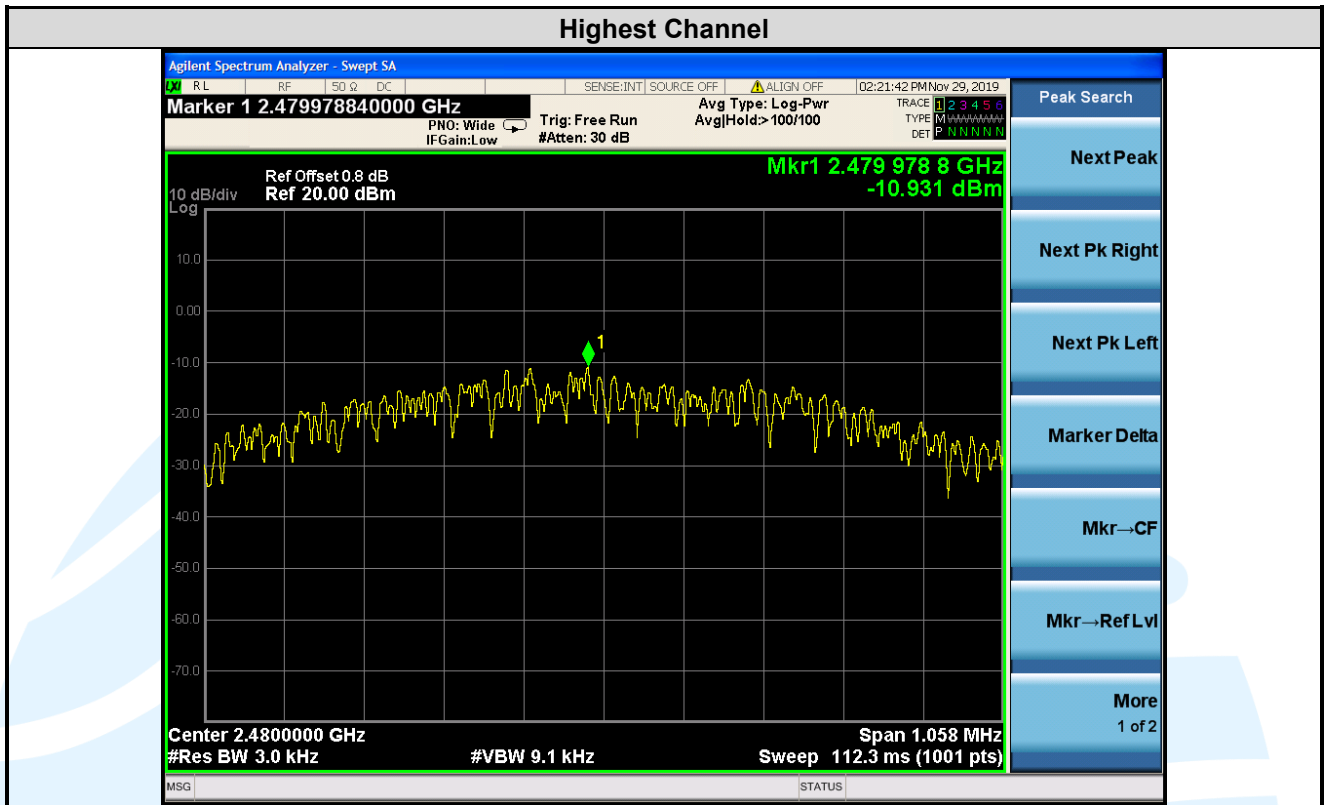 Highest Channel
Agilent Spectrum Analyzer - Swept SA
LXI RL RF 50 Ω DC SENSE:INT SOURCE OFF ALIGN OFF 02:21:42 PM Nov 29, 2019
Marker 1 2.479978840000 GHz
PNO: Wide
IFGain:Low
Trig: Free Run
#Atten: 30 dB
Avg Type: Log-Pwr
Avg|Hold:>100/100
TRACE 1 2 3 4 5 6
TYPE M WWWWW
DET P N N N N N
Mkr1 2.479 978 8 GHz
-10.931 dBm
Ref Offset 0.8 dB
10 dB/div Ref 20.00 dBm
Log
10.0
0.00
-10.0
-20.0
-30.0
-40.0
-50.0
-60.0
-70.0
1
Center 2.4800000 GHz Span 1.058 MHz
#Res BW 3.0 kHz #VBW 9.1 kHz Sweep 112.3 ms (1001 pts)
MSG STATUS
Peak Search
Next Peak
Next Pk Right
Next Pk Left
Marker Delta
Mkr→CF
Mkr→Ref Lvl
More
1 of 2